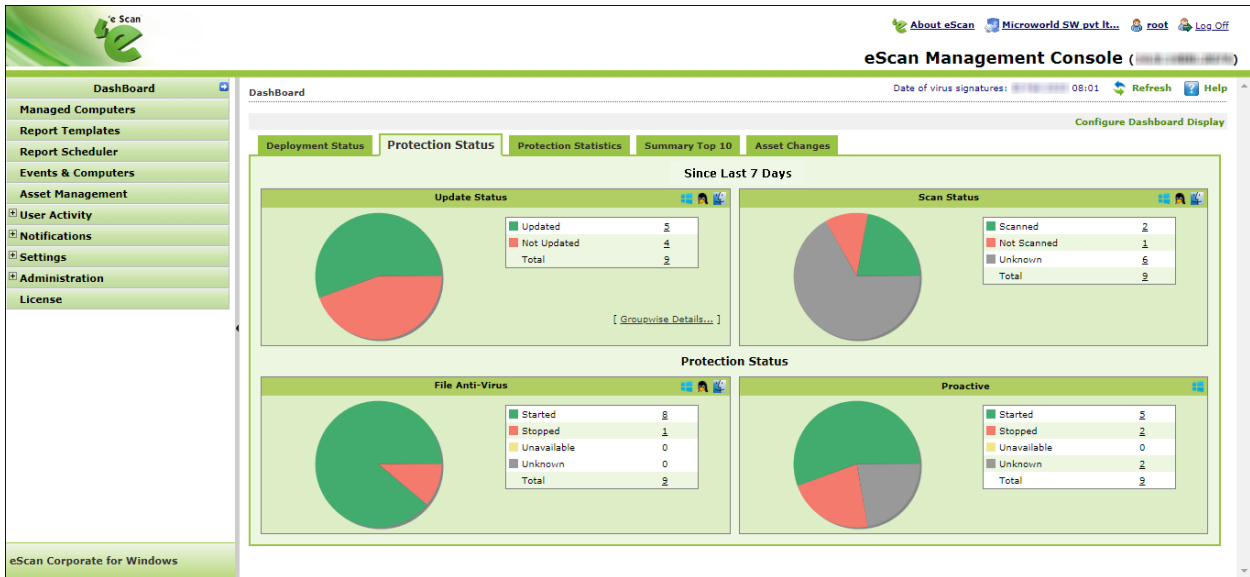 e Scan
About eScan Microworld SW pvt lt... root Log Off
eScan Management Console ( )
DashBoard
Managed Computers
Report Templates
Report Scheduler
Events & Computers
Asset Management
User Activity
Notifications
Settings
Administration
License
eScan Corporate for Windows
DashBoard
Date of virus signatures: 08:01 Refresh ? Help
Configure Dashboard Display
Deployment Status Protection Status Protection Statistics Summary Top 10 Asset Changes
Since Last 7 Days
Update Status
Updated 5
Not Updated 4
Total 9
[ Groupwise Details... ]
Scan Status
Scanned 2
Not Scanned 1
Unknown 6
Total 9
Protection Status
File Anti-Virus
Started 8
Stopped 1
Unavailable 0
Unknown 0
Total 9
Proactive
Started 5
Stopped 2
Unavailable 0
Unknown 2
Total 9